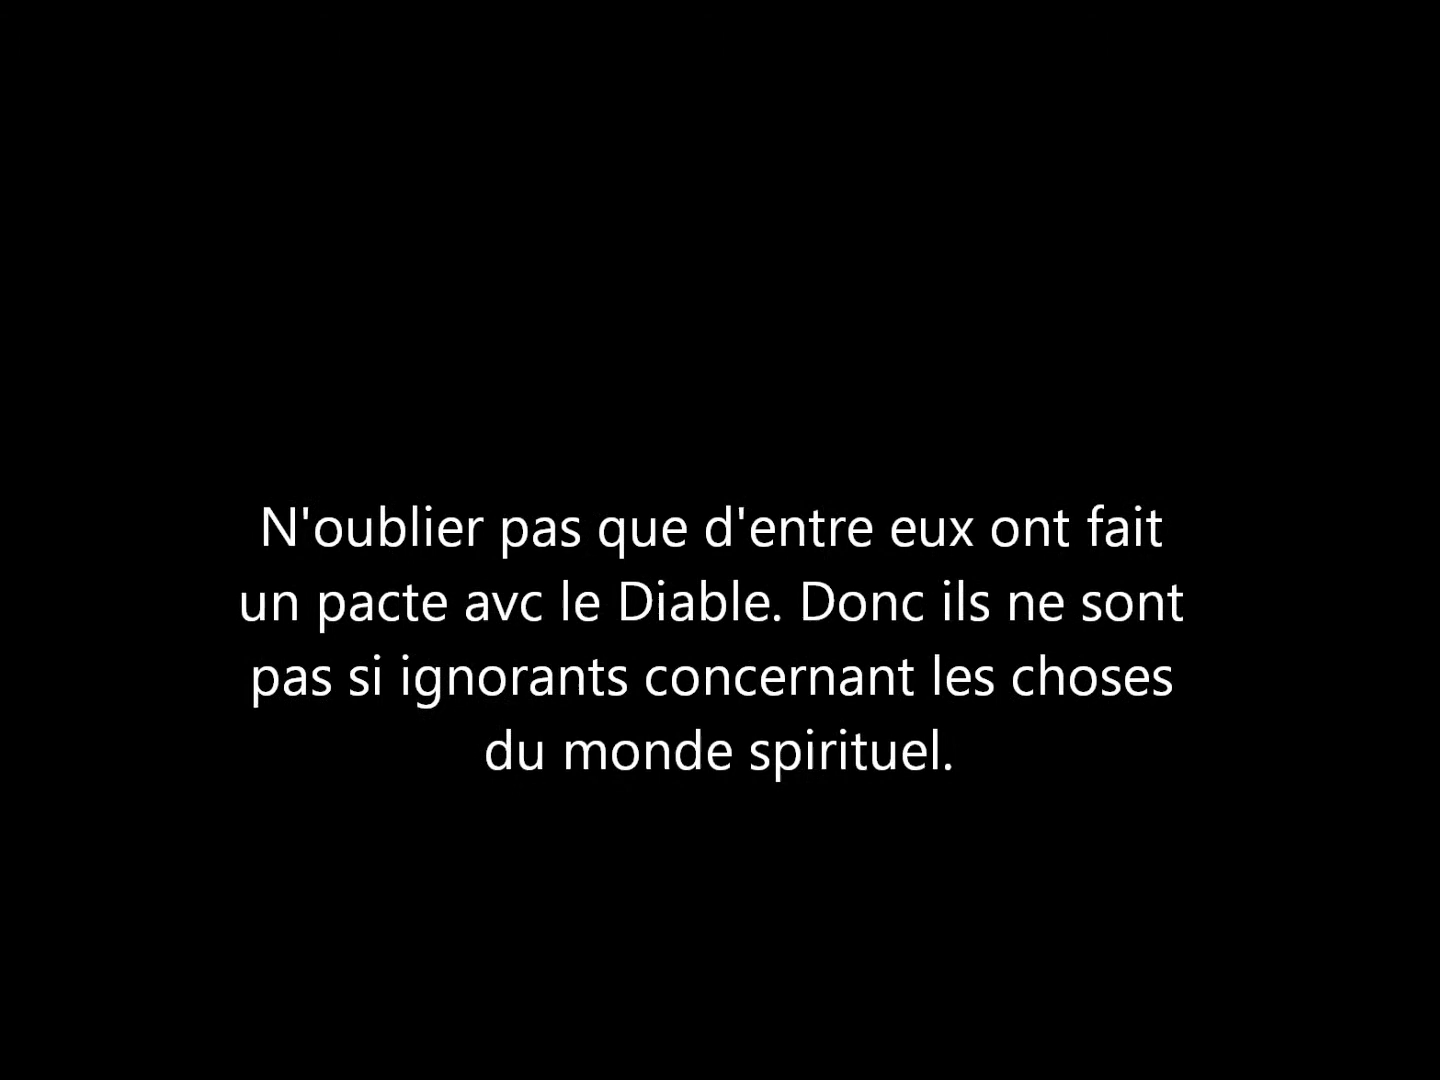 N'oublier pas que d'entre eux ont fait
un pacte avc le Diable. Donc ils ne sont
pas si ignorants concernant les choses
du monde spirituel.